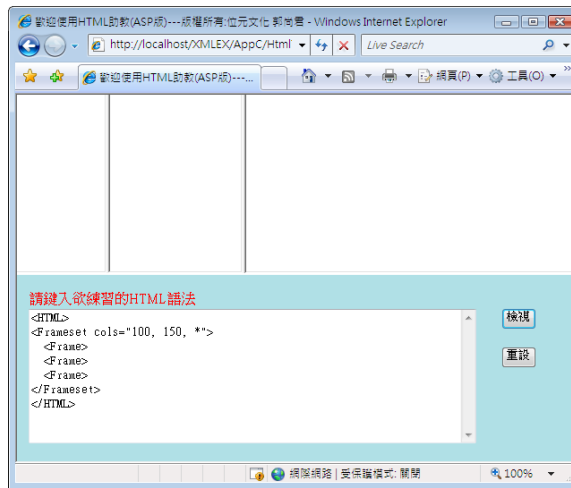 歡迎使用HTML助教(ASP版)---版權所有:位元文化 郭尚君 - Windows Internet Explorer
http://localhost/XMLEX/AppC/Html
Live Search
歡迎使用HTML助教(ASP版)---...
網頁(P)
工具(O)
»
請鍵入欲練習的HTML語法
<HTML>
<Frameset cols="100, 150, *">
<Frame>
<Frame>
<Frame>
</Frameset>
</HTML>
檢視
重設
網際網路 | 受保護模式: 關閉
100%